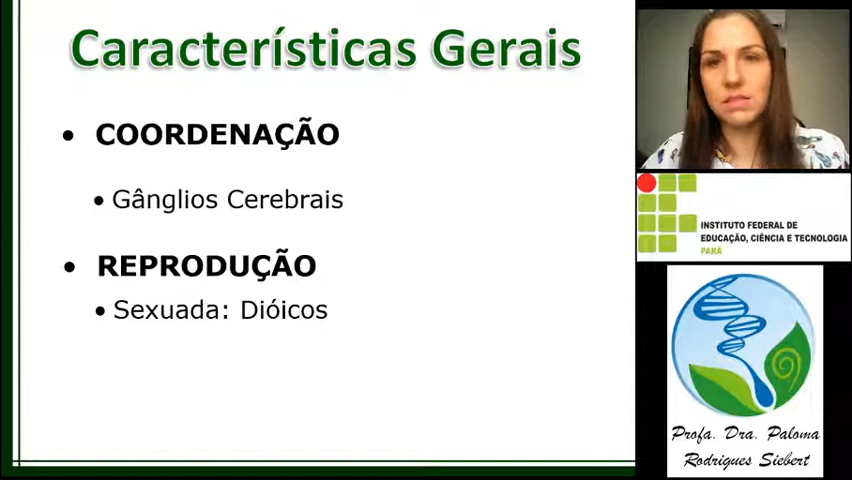 Características Gerais
• COORDENAÇÃO
• Gânglios Cerebrais
• REPRODUÇÃO
• Sexuada: Dióicos
INSTITUTO FEDERAL DE
EDUCAÇÃO, CIÊNCIA E TECNOLOGIA
PARÁ
Profa. Dra. Paloma
Rodrigues Siebert